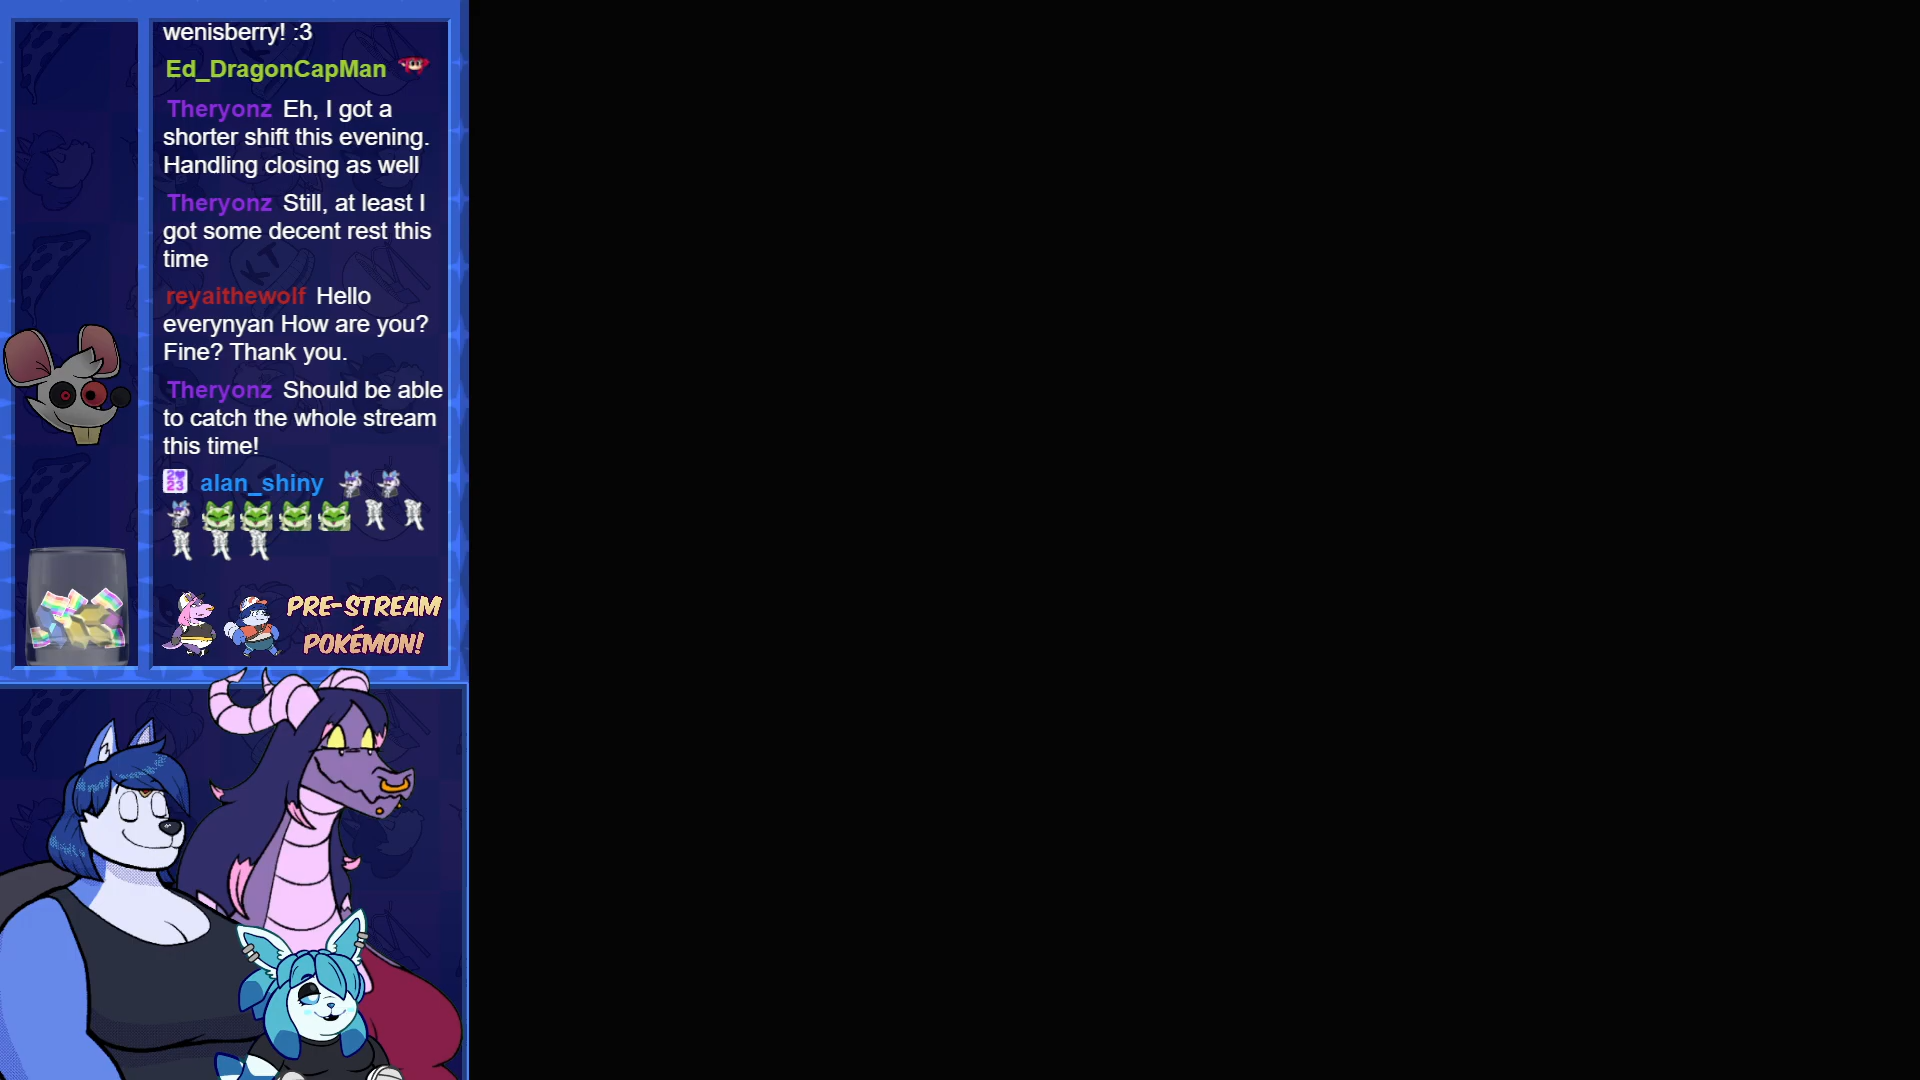 wenisberry! :3
Ed_DragonCapMan
Theryonz Eh, I got a
shorter shift this evening.
Handling closing as well
Theryonz Still, at least I
got some decent rest this
time
reyaithewolf Hello
everynyan How are you?
Fine? Thank you.
Theryonz Should be able
to catch the whole stream
this time!
2023 alan_shiny
PRE-STREAM
POKÉMON!